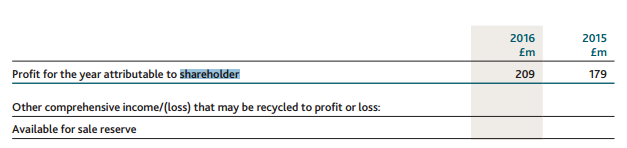 2016 2015
£m £m
Profit for the year attributable to shareholder 209 179
Other comprehensive income/(loss) that may be recycled to profit or loss:
Available for sale reserve